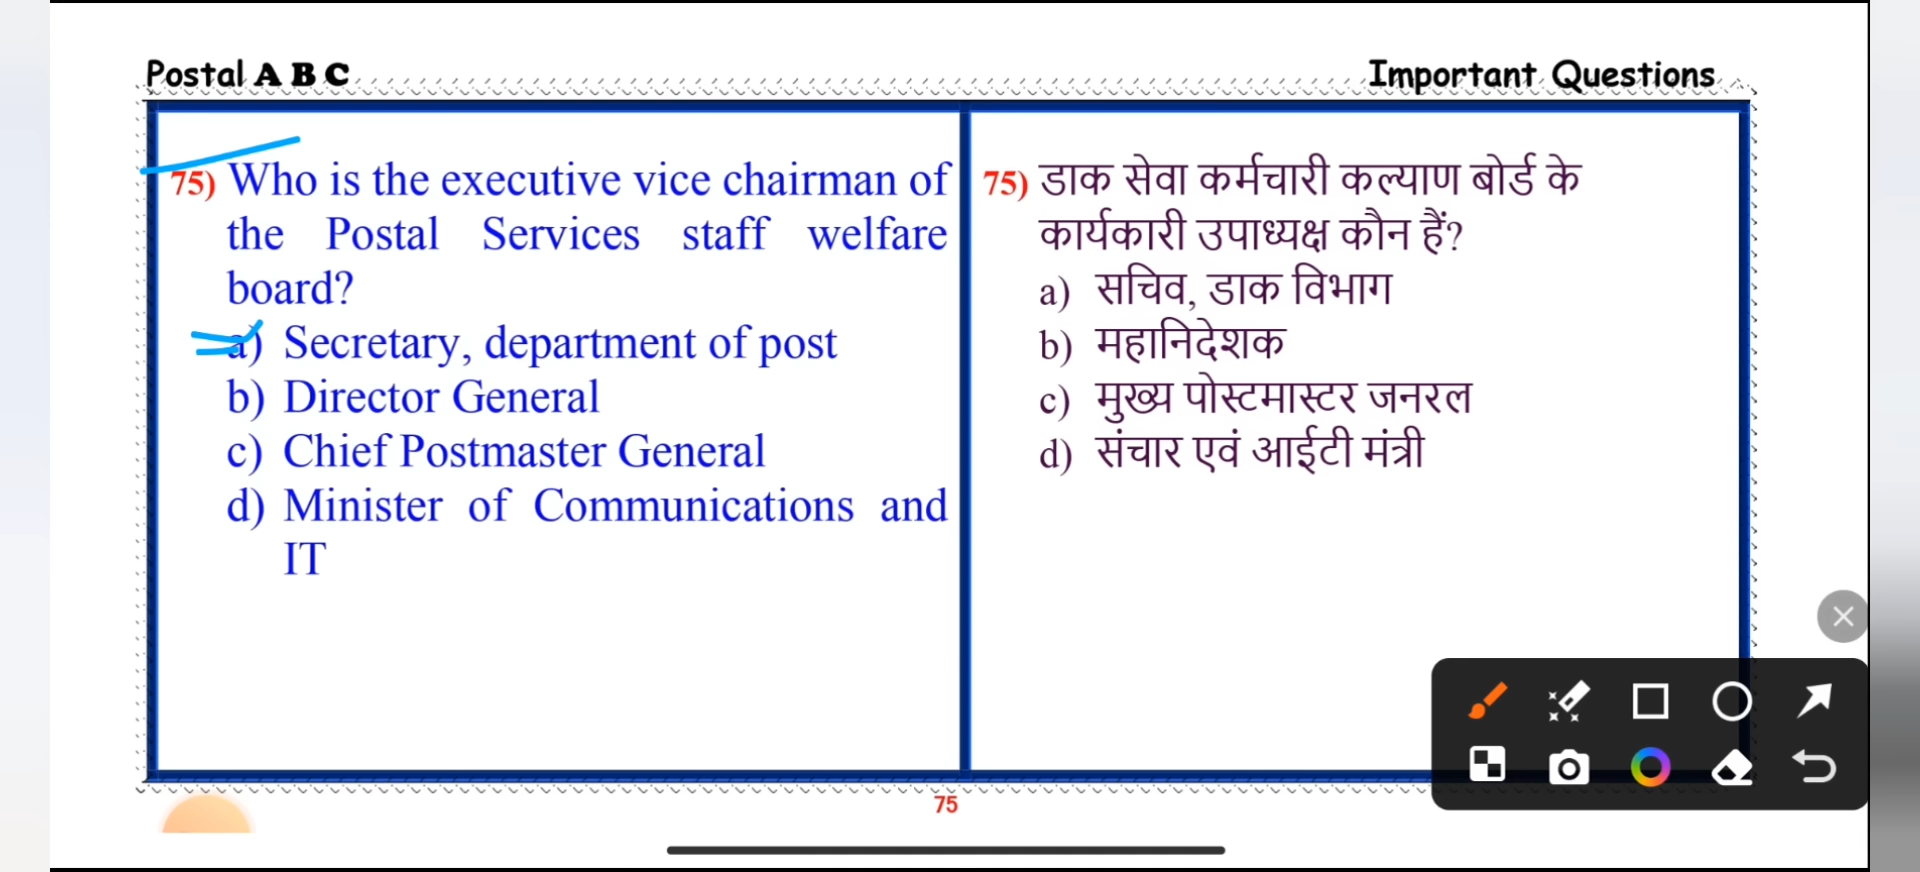 Postal A B C
Important Questions
75) Who is the executive vice chairman of
the Postal Services staff welfare
board?
a) Secretary, department of post
b) Director General
c) Chief Postmaster General
d) Minister of Communications and
IT
75) डाक सेवा कर्मचारी कल्याण बोर्ड के
कार्यकारी उपाध्यक्ष कौन हैं?
a) सचिव, डाक विभाग
b) महानिदेशक
c) मुख्य पोस्टमास्टर जनरल
d) संचार एवं आईटी मंत्री
75